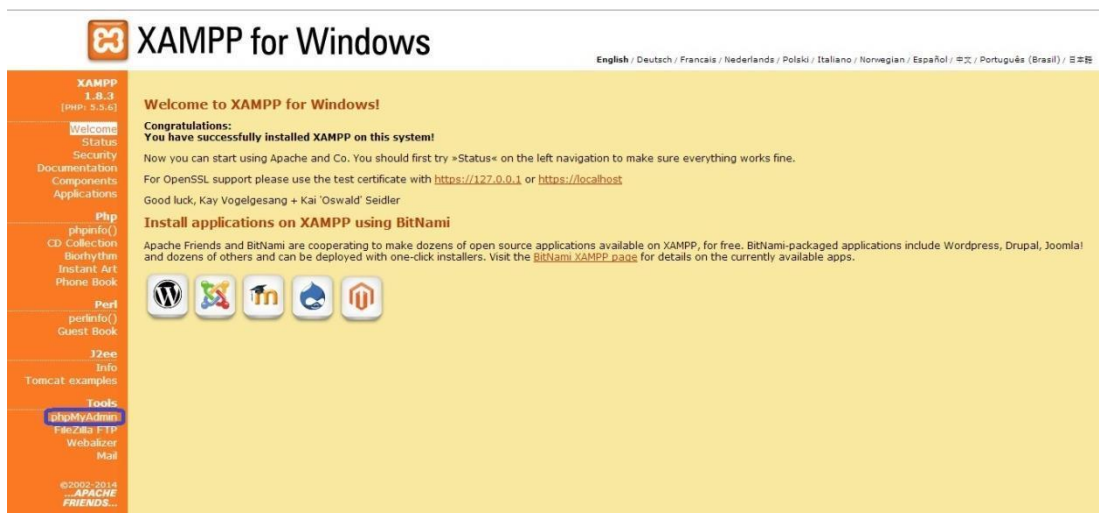 XAMPP for Windows
English / Deutsch / Francais / Nederlands / Polski / Italiano / Norwegian / Español / 中文 / Português (Brasil) / 日本語
XAMPP
1.8.3
[PHP: 5.5.6]
Welcome
Status
Security
Documentation
Components
Applications
Php
phpinfo()
CD Collection
Biorhythm
Instant Art
Phone Book
Perl
perlinfo()
Guest Book
J2ee
Info
Tomcat examples
Tools
phpMyAdmin
FileZilla FTP
Webalizer
Mail
©2002-2014
...APACHE
FRIENDS...
Welcome to XAMPP for Windows!
Congratulations:
You have successfully installed XAMPP on this system!
Now you can start using Apache and Co. You should first try »Status« on the left navigation to make sure everything works fine.
For OpenSSL support please use the test certificate with https://127.0.0.1 or https://localhost
Good luck, Kay Vogelgesang + Kai 'Oswald' Seidler
Install applications on XAMPP using BitNami
Apache Friends and BitNami are cooperating to make dozens of open source applications available on XAMPP, for free. BitNami-packaged applications include Wordpress, Drupal, Joomla!
and dozens of others and can be deployed with one-click installers. Visit the BitNami XAMPP page for details on the currently available apps.